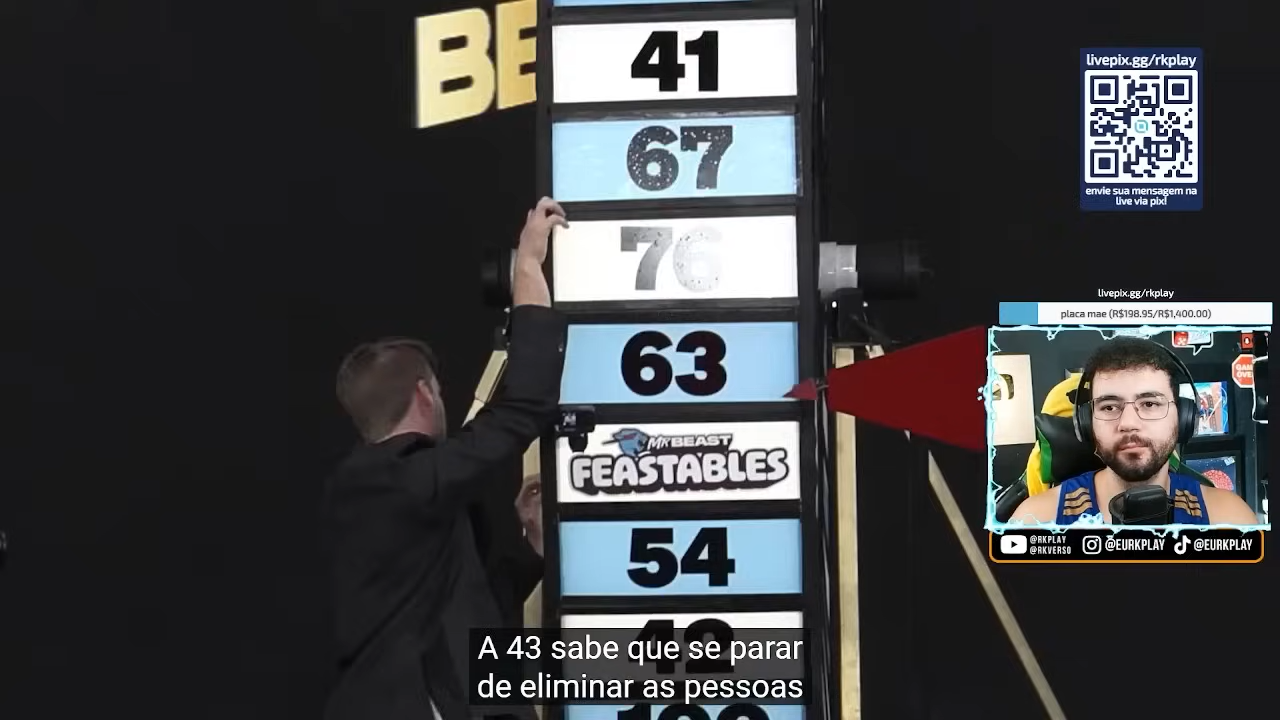 BE
41
67
76
63
MRBEAST
FEASTABLES
54
42
A 43 sabe que se parar
de eliminar as pessoas
livepix.gg/rkplay
envie sua mensagem na
live via pix!
livepix.gg/rkplay
placa mae (R$198.95/R$1,400.00)
@RKPLAY
@RKVERSO
@EURKPLAY
@EURKPLAY